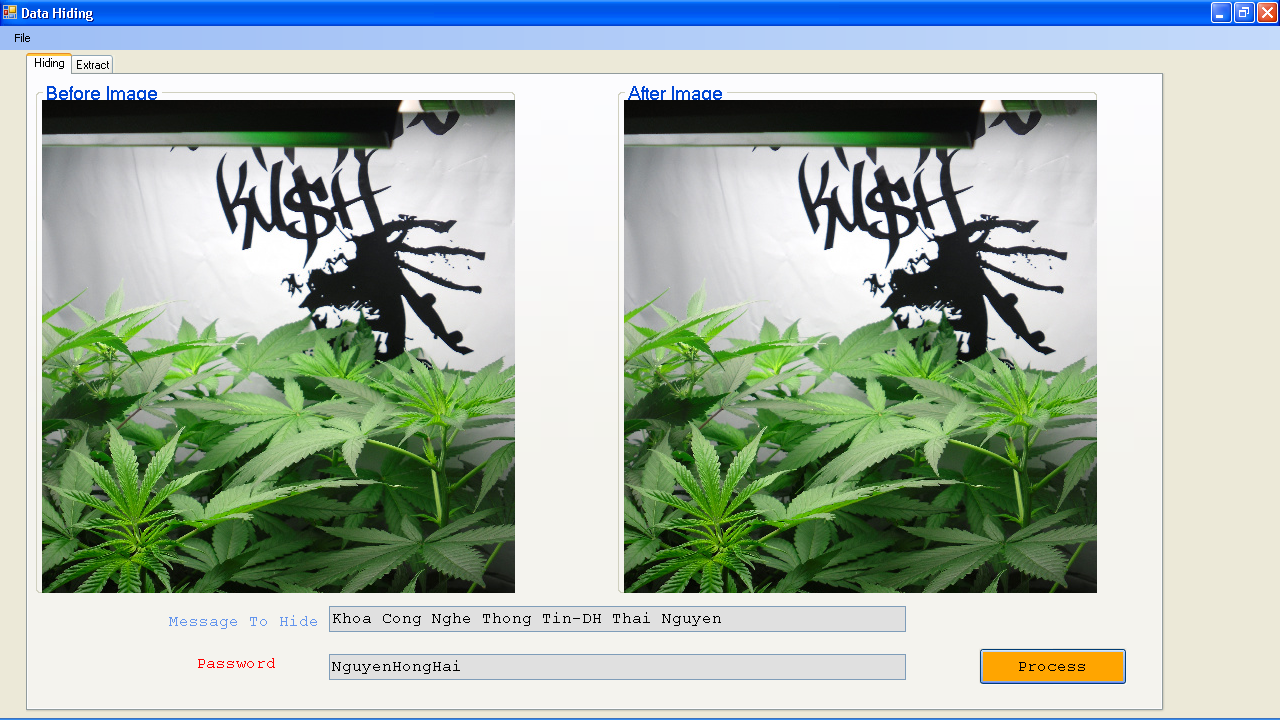 Data Hiding
File
Hiding Extract
Before Image After Image
KU$H KU$H
Message To Hide Khoa Cong Nghe Thong Tin-DH Thai Nguyen
Password NguyenHongHai
Process